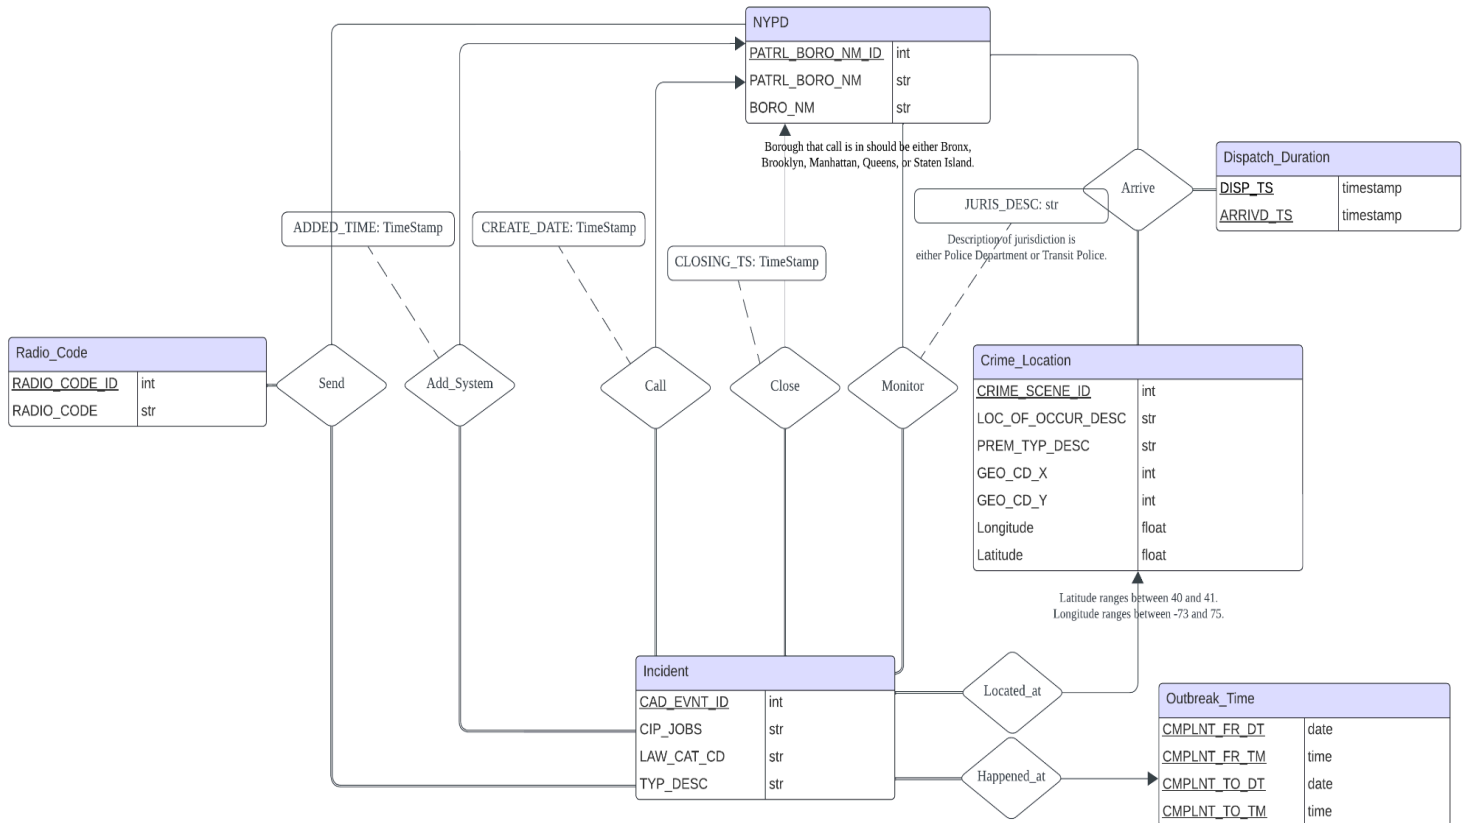 NYPD
PATRL_BORO_NM_ID int
PATRL_BORO_NM str
BORO_NM str
Borough that call is in should be either Bronx,
Brooklyn, Manhattan, Queens, or Staten Island.
Arrive
Dispatch_Duration
DISP_TS timestamp
ARRIVD_TS timestamp
ADDED_TIME: TimeStamp
CREATE_DATE: TimeStamp
CLOSING_TS: TimeStamp
JURIS_DESC: str
Description of jurisdiction is
either Police Department or Transit Police.
Radio_Code
RADIO_CODE_ID int
RADIO_CODE str
Send
Add_System
Call
Close
Monitor
Crime_Location
CRIME_SCENE_ID int
LOC_OF_OCCUR_DESC str
PREM_TYP_DESC str
GEO_CD_X int
GEO_CD_Y int
Longitude float
Latitude float
Latitude ranges between 40 and 41.
Longitude ranges between -73 and 75.
Incident
CAD_EVNT_ID int
CIP_JOBS str
LAW_CAT_CD str
TYP_DESC str
Located_at
Happened_at
Outbreak_Time
CMPLNT_FR_DT date
CMPLNT_FR_TM time
CMPLNT_TO_DT date
CMPLNT_TO_TM time